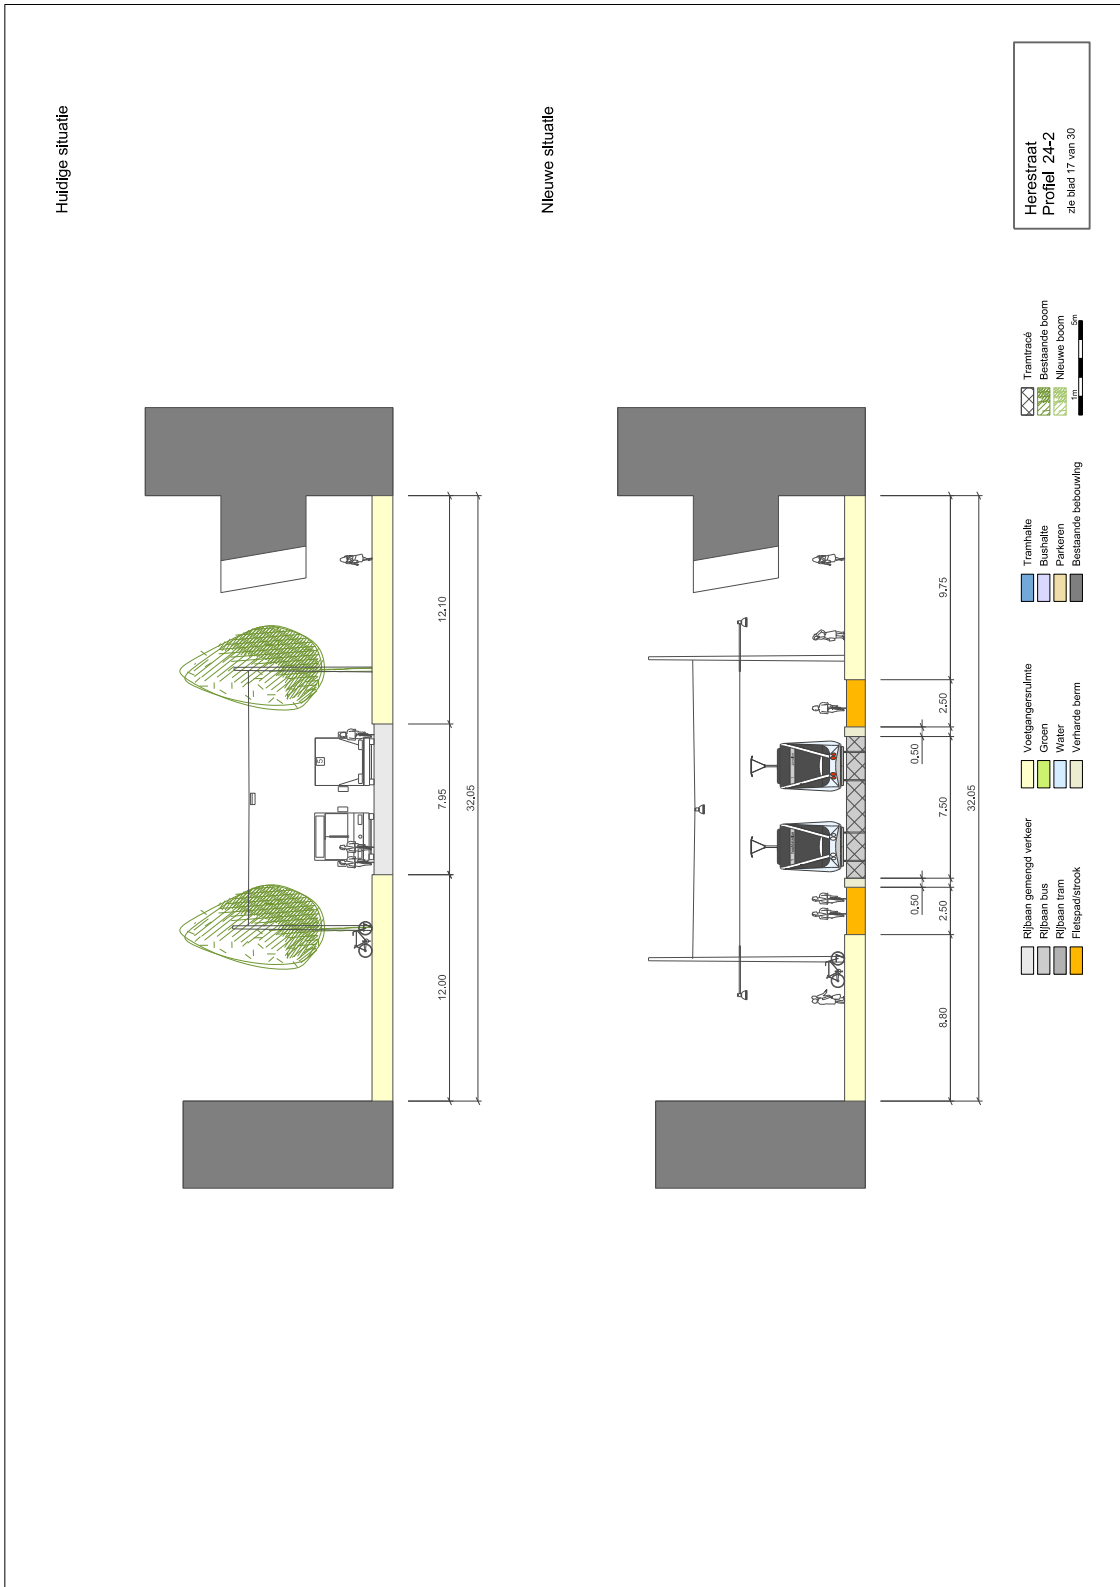 Huidige situatie
12.00
7.95
12.10
32.05
5
Nieuwe situatie
8.80
2.50
0.50
7.50
0.50
2.50
9.75
32.05
Rijbaan gemengd verkeer
Rijbaan bus
Rijbaan tram
Fietspad/strook
Voetgangersruimte
Groen
Water
Verharde berm
Tramhalte
Bushalte
Parkeren
Bestaande bebouwing
Tramtracé
Bestaande boom
Nieuwe boom
1m
5m
Herestraat
Profiel 24-2
zie blad 17 van 30